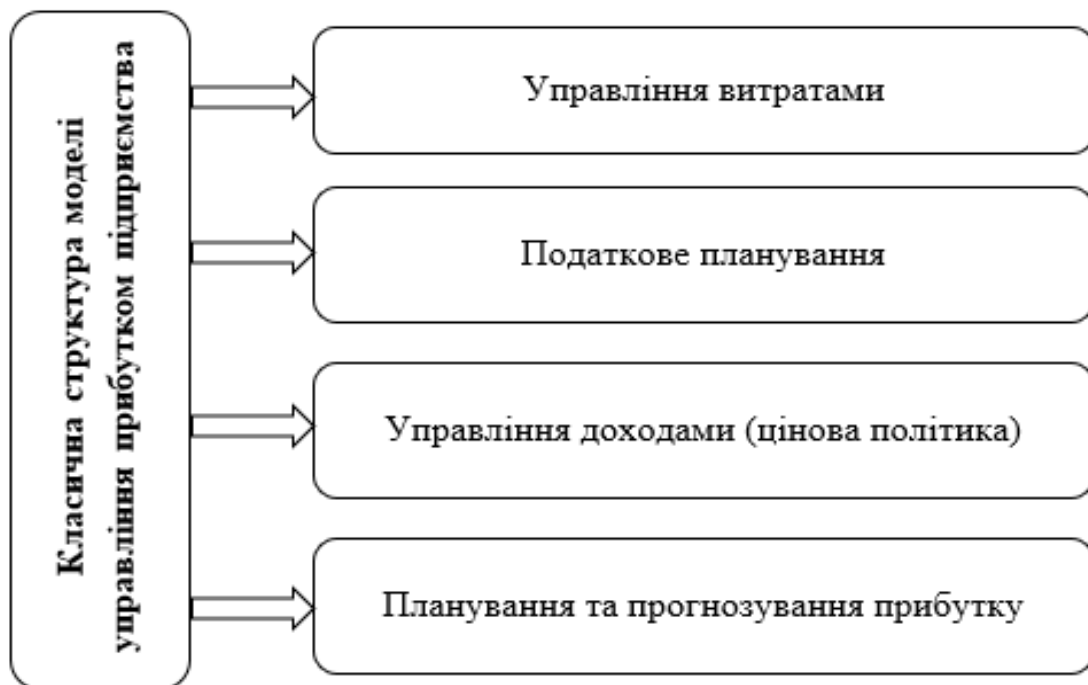 Класична структура моделі
управління прибутком підприємства
Управління витратами
Податкове планування
Управління доходами (цінова політика)
Планування та прогнозування прибутку